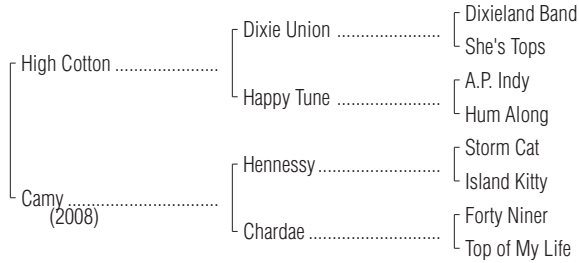 Dixieland Band
Dixie Union ....................
She's Tops
High Cotton ....................
A.P. Indy
Happy Tune ....................
Hum Along
Storm Cat
Hennessy........................
Island Kitty
Camy .............................
(2008)
Forty Niner
Chardae ..........................
Top of My Life